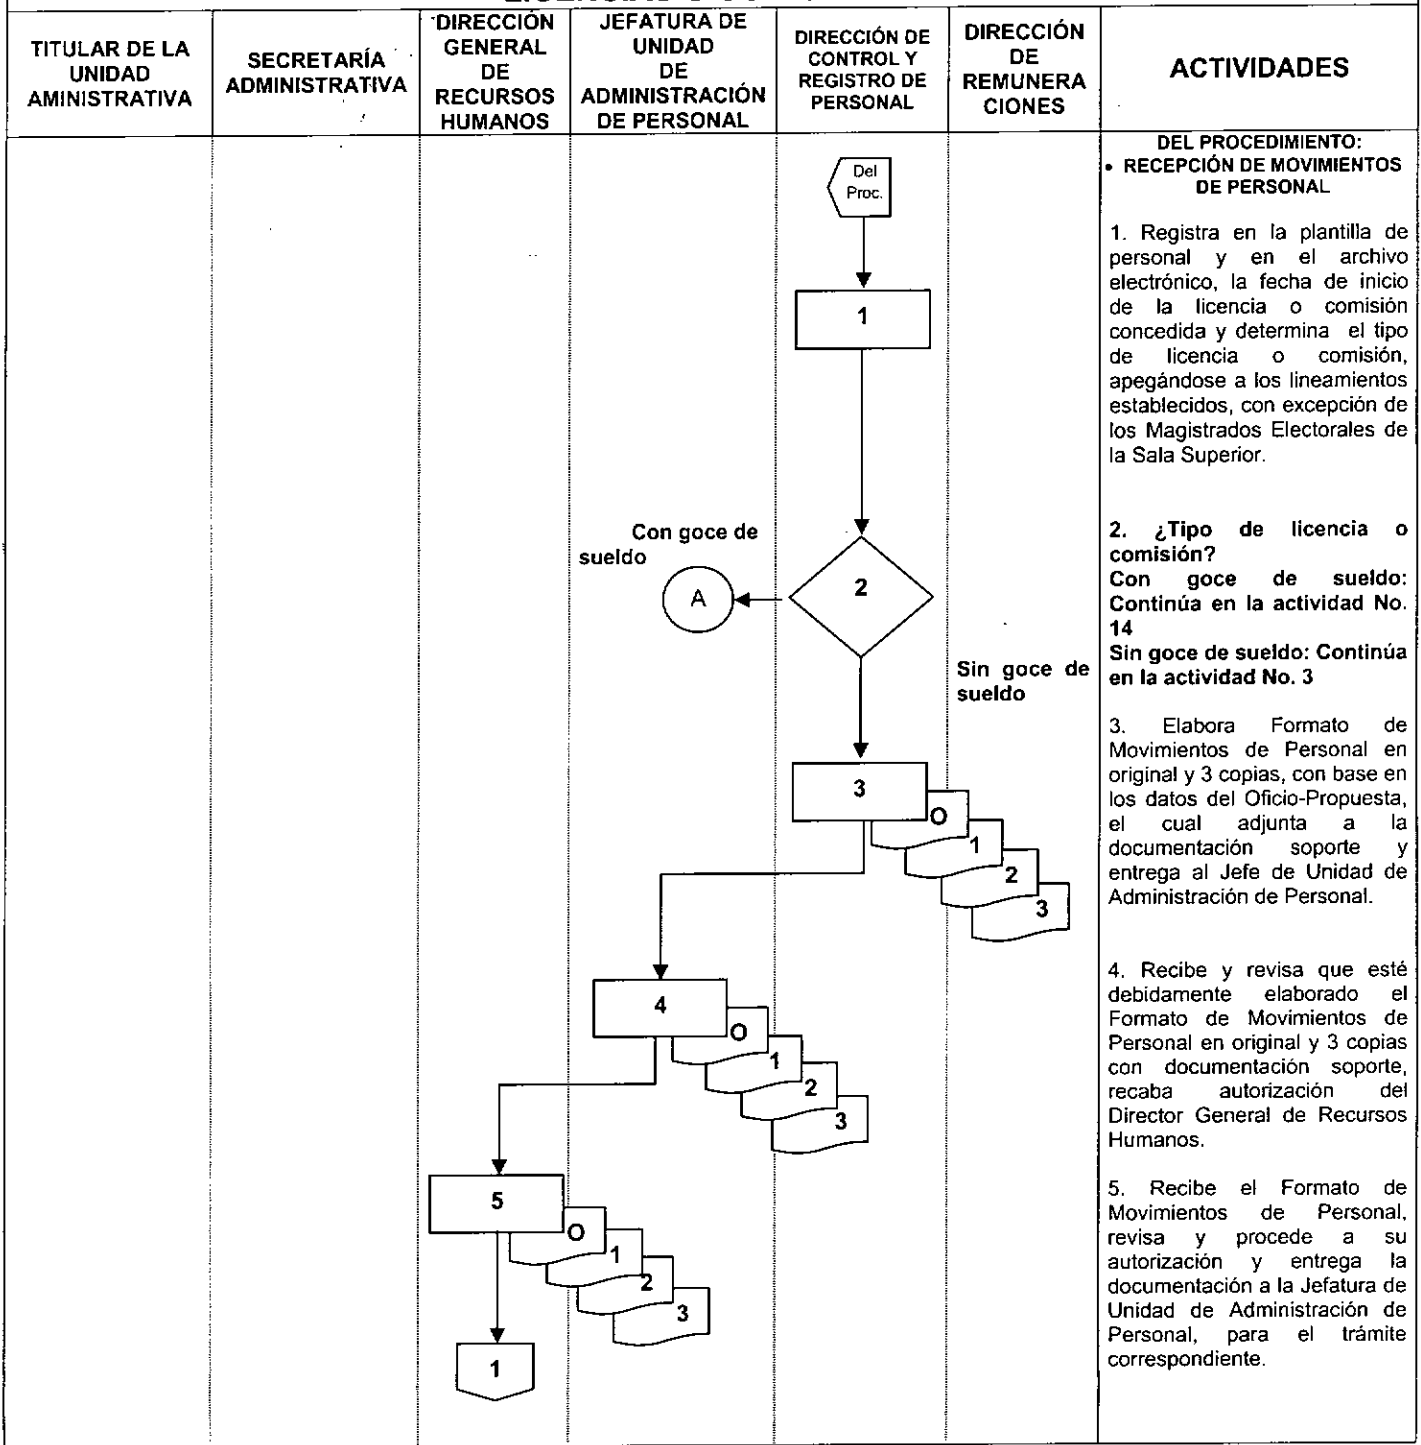 TITULAR DE LA
UNIDAD
AMINISTRATIVA
SECRETARÍA
ADMINISTRATIVA
DIRECCIÓN
GENERAL
DE
RECURSOS
HUMANOS
JEFATURA DE
UNIDAD
DE
ADMINISTRACIÓN
DE PERSONAL
DIRECCIÓN DE
CONTROL Y
REGISTRO DE
PERSONAL
DIRECCIÓN
DE
REMUNERA
CIONES
ACTIVIDADES
Del
Proc.
1
Con goce de
sueldo
A
2
Sin goce de
sueldo
3
O
1
2
3
4
O
1
2
3
5
O
1
2
3
1
DEL PROCEDIMIENTO:
• RECEPCIÓN DE MOVIMIENTOS
DE PERSONAL
1. Registra en la plantilla de
personal y en el archivo
electrónico, la fecha de inicio
de la licencia o comisión
concedida y determina el tipo
de licencia o comisión,
apegándose a los lineamientos
establecidos, con excepción de
los Magistrados Electorales de
la Sala Superior.
2. ¿Tipo de licencia o
comisión?
Con goce de sueldo:
Continúa en la actividad No.
14
Sin goce de sueldo: Continúa
en la actividad No. 3
3. Elabora Formato de
Movimientos de Personal en
original y 3 copias, con base en
los datos del Oficio-Propuesta,
el cual adjunta a la
documentación soporte y
entrega al Jefe de Unidad de
Administración de Personal.
4. Recibe y revisa que esté
debidamente elaborado el
Formato de Movimientos de
Personal en original y 3 copias
con documentación soporte,
recaba autorización del
Director General de Recursos
Humanos.
5. Recibe el Formato de
Movimientos de Personal,
revisa y procede a su
autorización y entrega la
documentación a la Jefatura de
Unidad de Administración de
Personal, para el trámite
correspondiente.